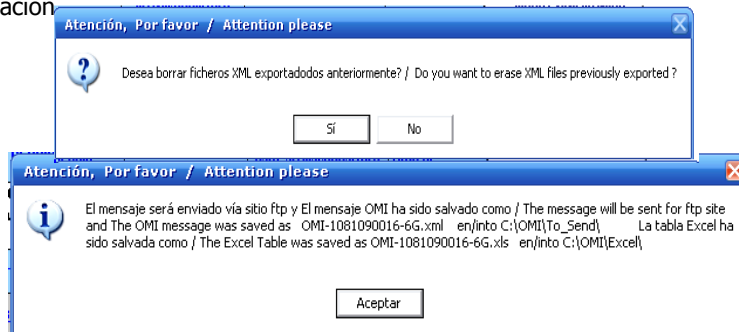 ación
Atención, Por favor / Attention please
Desea borrar ficheros XML exportadodos anteriormente? / Do you want to erase XML files previously exported ?
Sí
No
Atención, Por favor / Attention please
El mensaje será enviado vía sitio ftp y El mensaje OMI ha sido salvado como / The message will be sent for ftp site
and The OMI message was saved as OMI-1081090016-6G.xml en/into C:\OMI\To_Send\ La tabla Excel ha
sido salvada como / The Excel Table was saved as OMI-1081090016-6G.xls en/into C:\OMI\Excel\
Aceptar